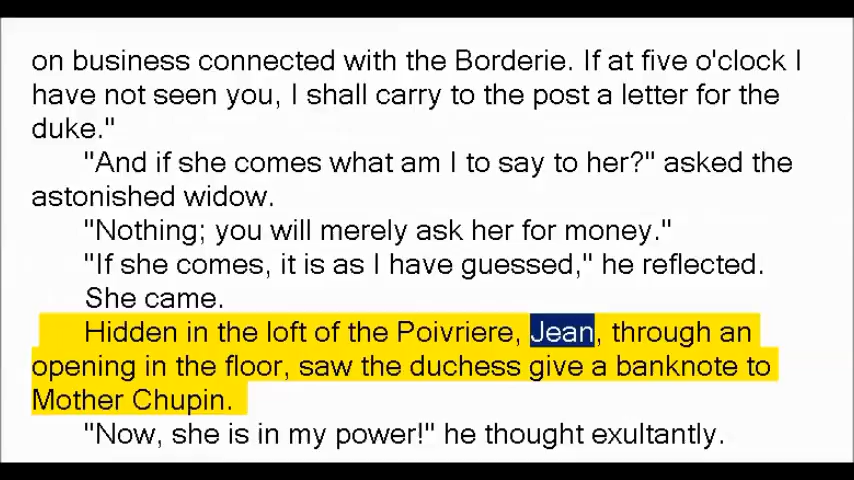 on business connected with the Borderie. If at five o'clock I
have not seen you, I shall carry to the post a letter for the
duke."
"And if she comes what am I to say to her?" asked the
astonished widow.
"Nothing; you will merely ask her for money."
"If she comes, it is as I have guessed," he reflected.
She came.
Hidden in the loft of the Poivriere, Jean, through an
opening in the floor, saw the duchess give a banknote to
Mother Chupin.
"Now, she is in my power!" he thought exultantly.